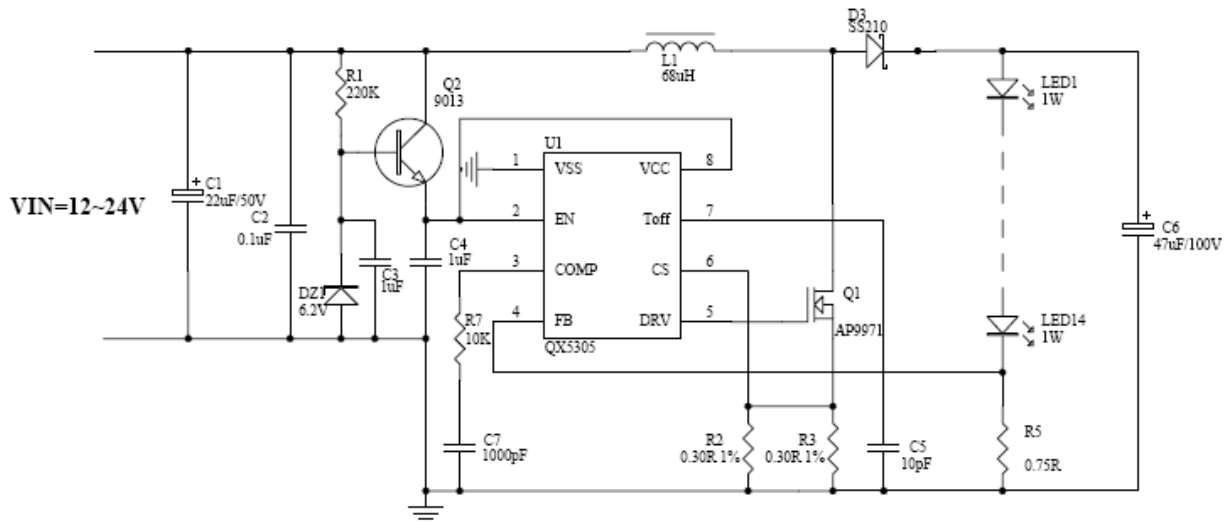 D3
SS210
L1
68uH
R1
220K
Q2
9013
LED1
1W
U1
1
VSS
VCC
8
C1
22uF/50V
VIN=12~24V
C2
0.1uF
2
EN
Toff
7
C6
47uF/100V
C4
1uF
C3
1uF
3
COMP
CS
6
DZ1
6.2V
Q1
AP9971
R7
10K
4
FB
DRV
5
LED14
1W
QX5305
C7
1000pF
R2
0.30R 1%
R3
0.30R 1%
C5
10pF
R5
0.75R